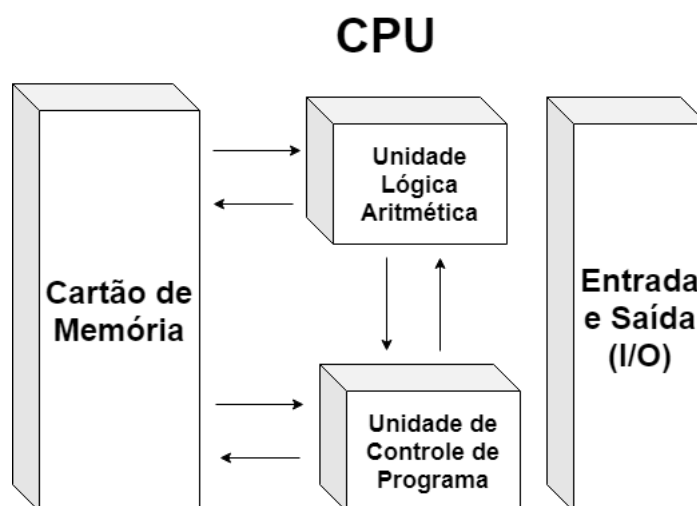 CPU
Unidade
Lógica
Aritmética
Cartão de
Memória
Entrada
e Saída
(I/O)
Unidade de
Controle de
Programa